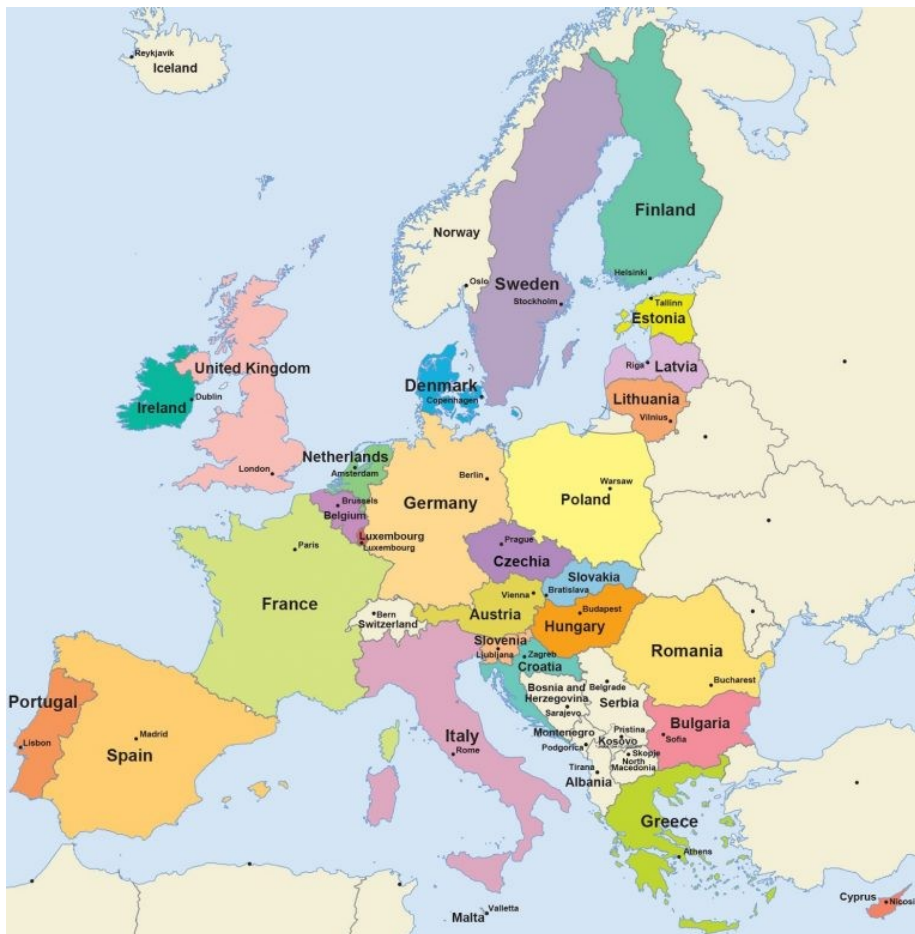 Reykjavik
Iceland
Norway
Finland
Oslo
Sweden
Helsinki
Stockholm
Tallinn
Estonia
Riga
Latvia
United Kingdom
Denmark
Copenhagen
Lithuania
Vilnius
Dublin
Ireland
London
Netherlands
Amsterdam
Berlin
Warsaw
Germany
Poland
Brussels
Belgium
Luxembourg
Luxembourg
Paris
Prague
Czechia
Slovakia
Bratislava
Vienna
Austria
France
Bern
Switzerland
Budapest
Hungary
Slovenia
Ljubljana
Zagreb
Croatia
Romania
Bucharest
Bosnia and
Herzegovina
Sarajevo
Belgrade
Serbia
Portugal
Lisbon
Madrid
Spain
Italy
Rome
Montenegro
Podgorica
Pristina
Kosovo
Bulgaria
Sofia
Skopje
North
Macedonia
Tirana
Albania
Greece
Athens
Valletta
Malta
Cyprus
Nicosi